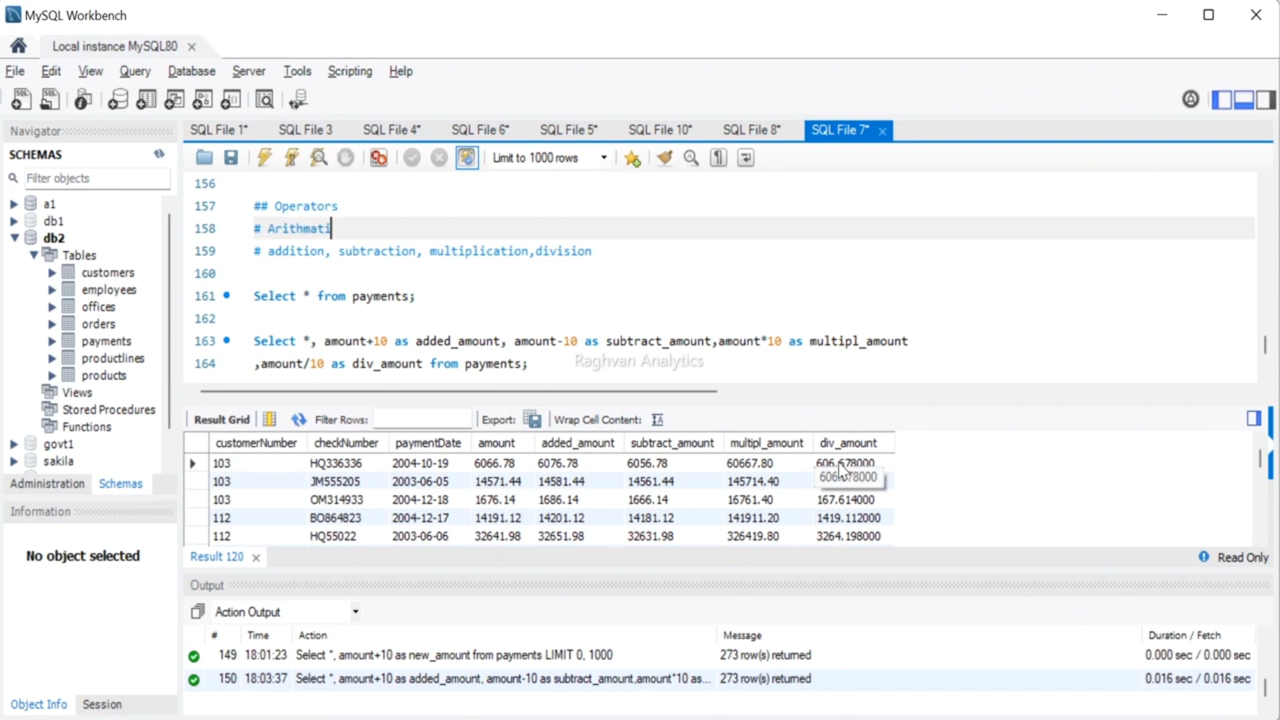 MySQL Workbench
Local instance MySQL80
File Edit View Query Database Server Tools Scripting Help
Navigator
SCHEMAS
Filter objects
a1
db1
db2
Tables
customers
employees
offices
orders
payments
productlines
products
Views
Stored Procedures
Functions
govt1
sakila
Administration Schemas
Information
No object selected
Object Info Session
SQL File 1* SQL File 3 SQL File 4* SQL File 6* SQL File 5* SQL File 10* SQL File 8* SQL File 7*
Limit to 1000 rows
156
157 ## Operators
158 # Arithmati
159 # addition, subtraction, multiplication,division
160
161 Select * from payments;
162
163 Select *, amount+10 as added_amount, amount-10 as subtract_amount,amount*10 as multipl_amount
164 ,amount/10 as div_amount from payments;
Raghvan Analytics
Result Grid Filter Rows: Export: Wrap Cell Content:
customerNumber checkNumber paymentDate amount added_amount subtract_amount multipl_amount div_amount
103 HQ336336 2004-10-19 6066.78 6076.78 6056.78 60667.80 606.678000
606.678000
103 JM555205 2003-06-05 14571.44 14581.44 14561.44 145714.40
103 OM314933 2004-12-18 1676.14 1686.14 1666.14 16761.40 167.614000
112 BO864823 2004-12-17 14191.12 14201.12 14181.12 141911.20 1419.112000
112 HQ55022 2003-06-06 32641.98 32651.98 32631.98 326419.80 3264.198000
Result 120 Read Only
Output
Action Output
# Time Action Message Duration / Fetch
149 18:01:23 Select *, amount+10 as new_amount from payments LIMIT 0, 1000 273 row(s) returned 0.000 sec / 0.000 sec
150 18:03:37 Select *, amount+10 as added_amount, amount-10 as subtract_amount,amount*10 as... 273 row(s) returned 0.016 sec / 0.016 sec